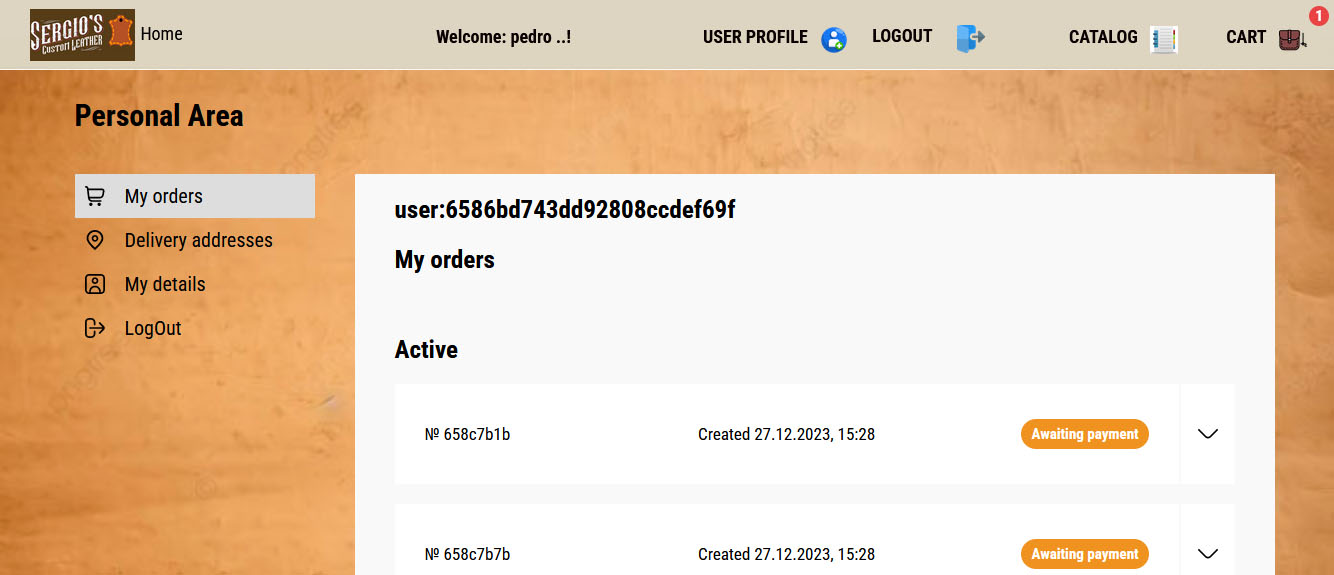 SERGIO'S
CUSTOM LEATHER
Home
Welcome: pedro ..!
USER PROFILE
LOGOUT
CATALOG
CART
1
Personal Area
My orders
Delivery addresses
My details
LogOut
user:6586bd743dd92808ccdef69f
My orders
Active
№ 658c7b1b
Created 27.12.2023, 15:28
Awaiting payment
№ 658c7b7b
Created 27.12.2023, 15:28
Awaiting payment